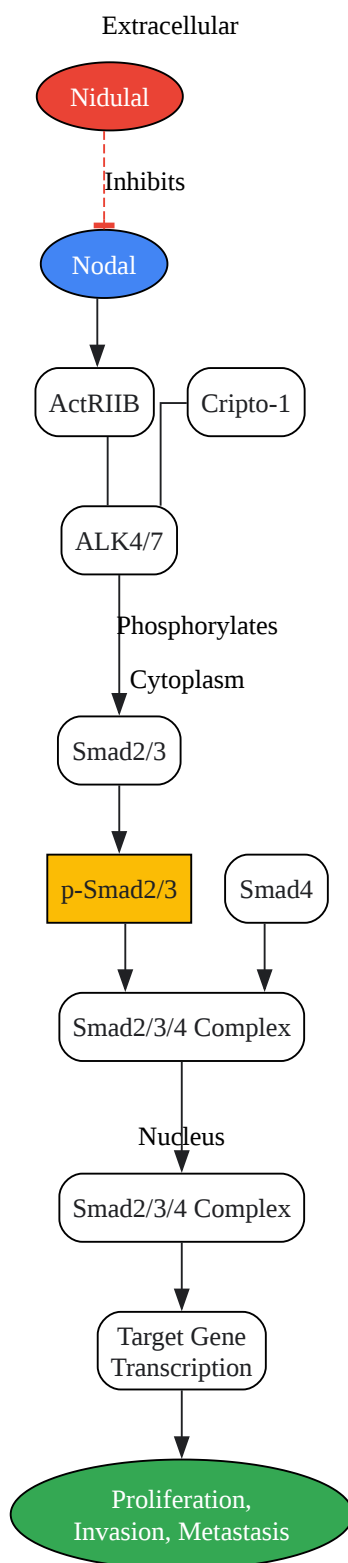 Extracellular
Nidulal
Inhibits
Nodal
ActRIIB
Cripto-1
ALK4/7
Phosphorylates
Cytoplasm
Smad2/3
p-Smad2/3
Smad4
Smad2/3/4 Complex
Nucleus
Smad2/3/4 Complex
Target Gene
Transcription
Proliferation,
Invasion, Metastasis